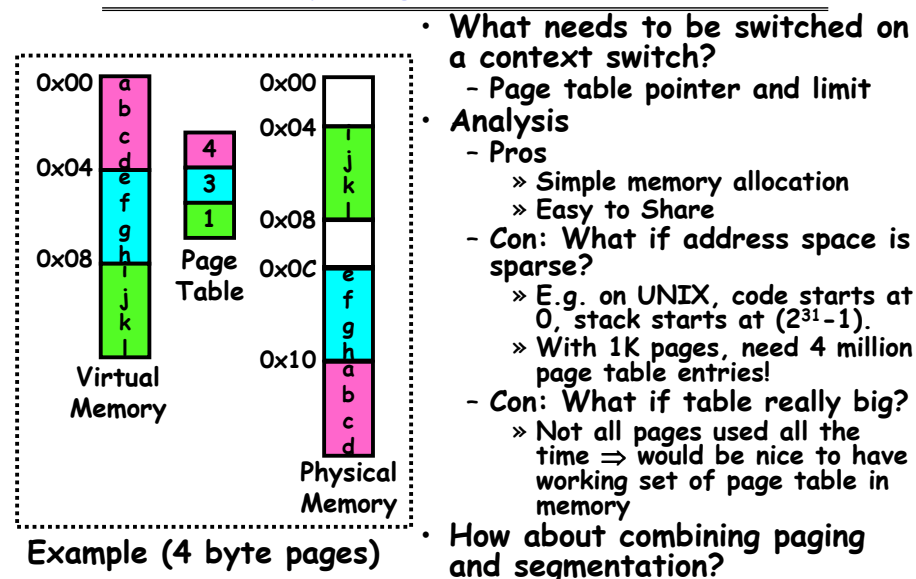 0x00
a
b
c
d
0x04
e
f
g
h
0x08
i
j
k
l
Virtual
Memory
4
3
1
Page
Table
0x00
0x04
i
j
k
l
0x08
0x0C
e
f
g
h
0x10
a
b
c
d
Physical
Memory
Example (4 byte pages)
• What needs to be switched on
a context switch?
– Page table pointer and limit
• Analysis
– Pros
» Simple memory allocation
» Easy to Share
– Con: What if address space is
sparse?
» E.g. on UNIX, code starts at
0, stack starts at (2³¹-1).
» With 1K pages, need 4 million
page table entries!
– Con: What if table really big?
» Not all pages used all the
time ⇒ would be nice to have
working set of page table in
memory
• How about combining paging
and segmentation?